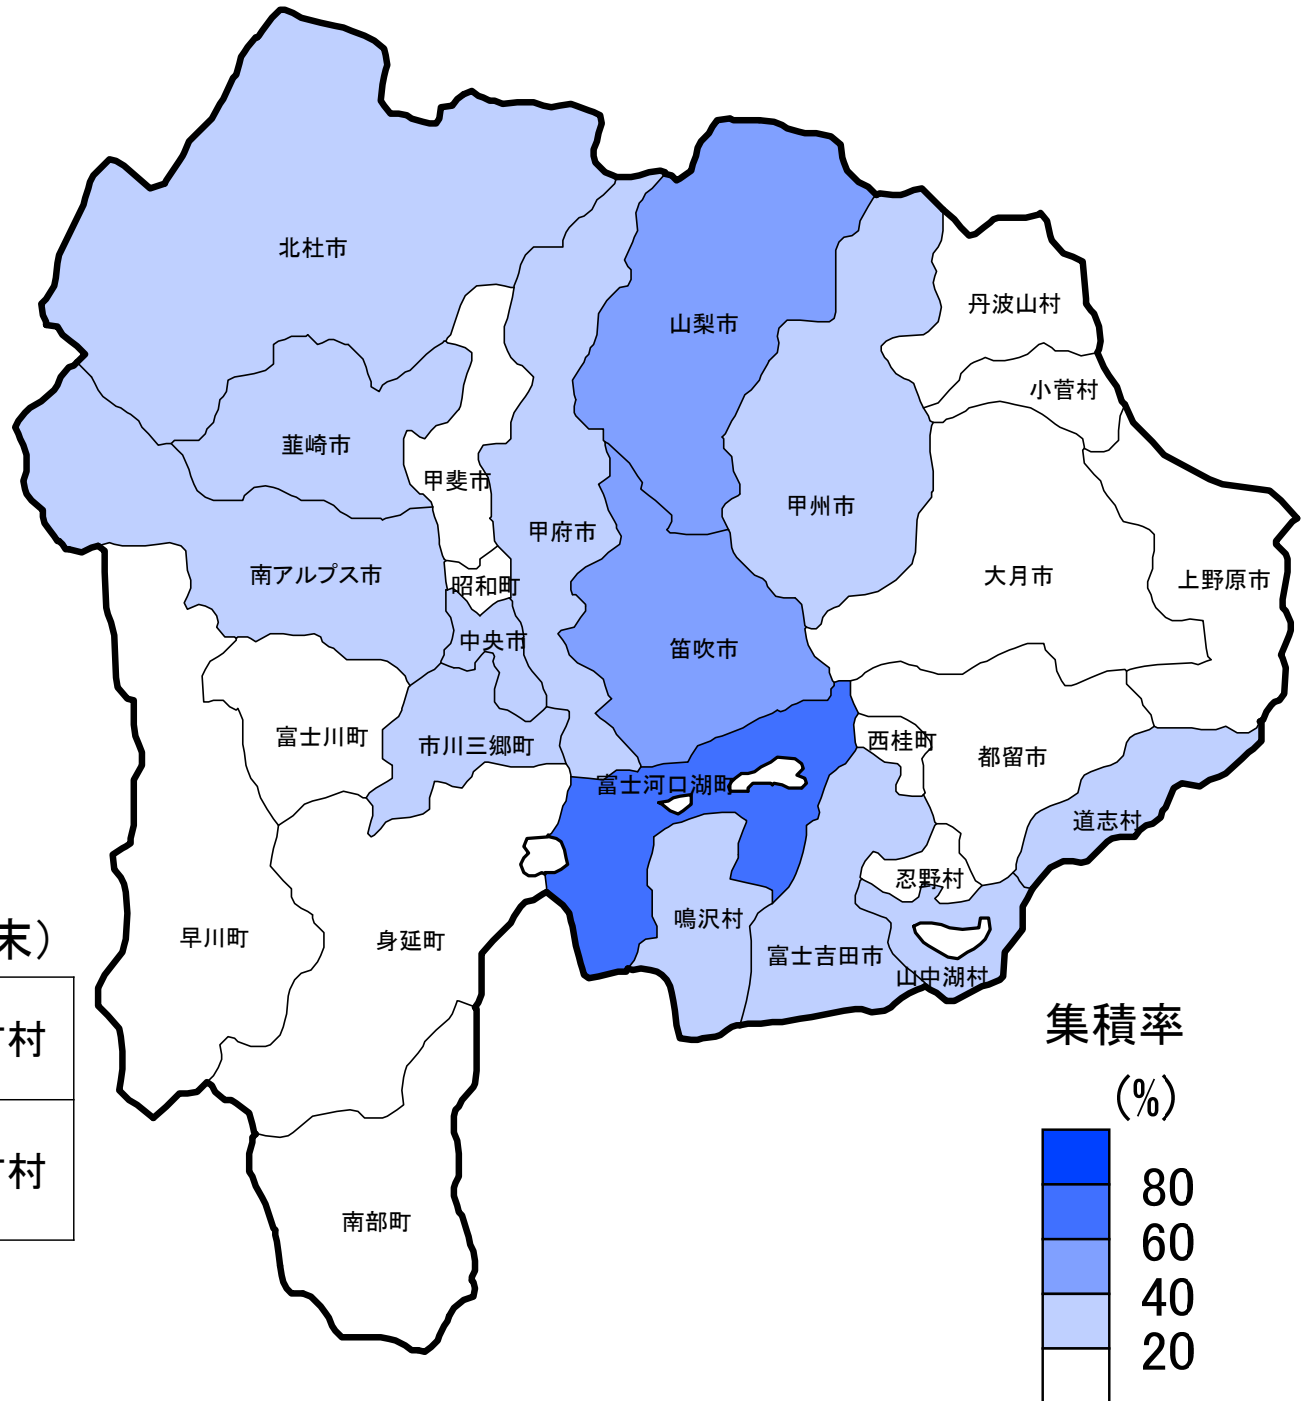 北杜市
山梨市
丹波山村
小菅村
韮崎市
甲斐市
甲府市
甲州市
南アルプス市
昭和町
大月市
上野原市
中央市
笛吹市
富士川町
市川三郷町
西桂町
都留市
富士河口湖町
道志村
忍野村
鳴沢村
早川町
身延町
富士吉田市
山中湖村
末）
村
村
南部町
集積率
(%)
80
60
40
20